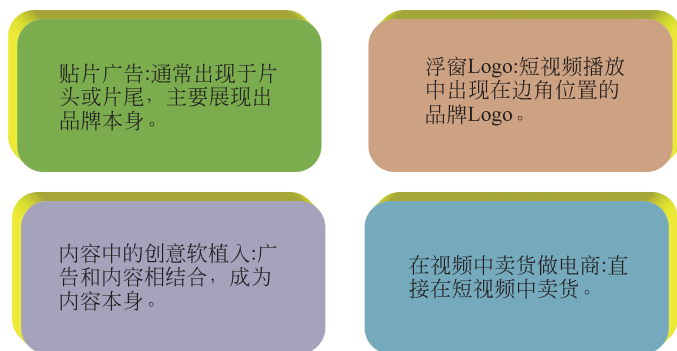 贴片广告:通常出现于片
头或片尾，主要展现出
品牌本身。
浮窗Logo:短视频播放
中出现在边角位置的
品牌Logo。
内容中的创意软植入:广
告和内容相结合，成为
内容本身。
在视频中卖货做电商:直
接在短视频中卖货。